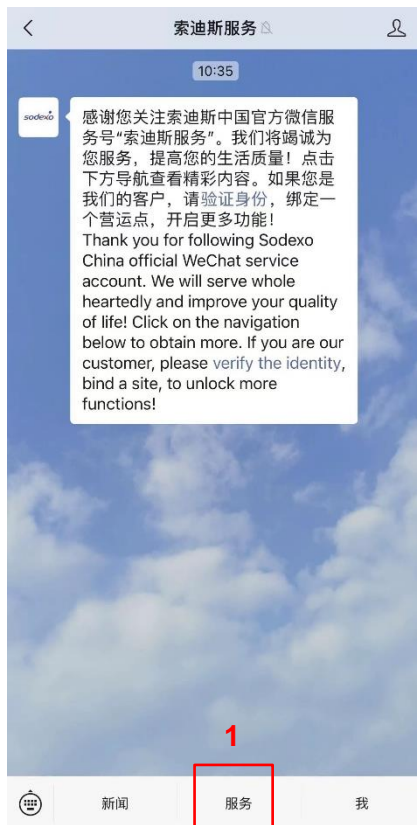 索迪斯服务
10:35
sodexo
感谢您关注索迪斯中国官方微信服
务号“索迪斯服务”。我们将竭诚为
您服务，提高您的生活质量！点击
下方导航查看精彩内容。如果您是
我们的客户，请验证身份，绑定一
个营运点，开启更多功能！
Thank you for following Sodexo
China official WeChat service
account. We will serve whole
heartedly and improve your quality
of life! Click on the navigation
below to obtain more. If you are our
customer, please verify the identity,
bind a site, to unlock more
functions!
1
新闻 服务 我